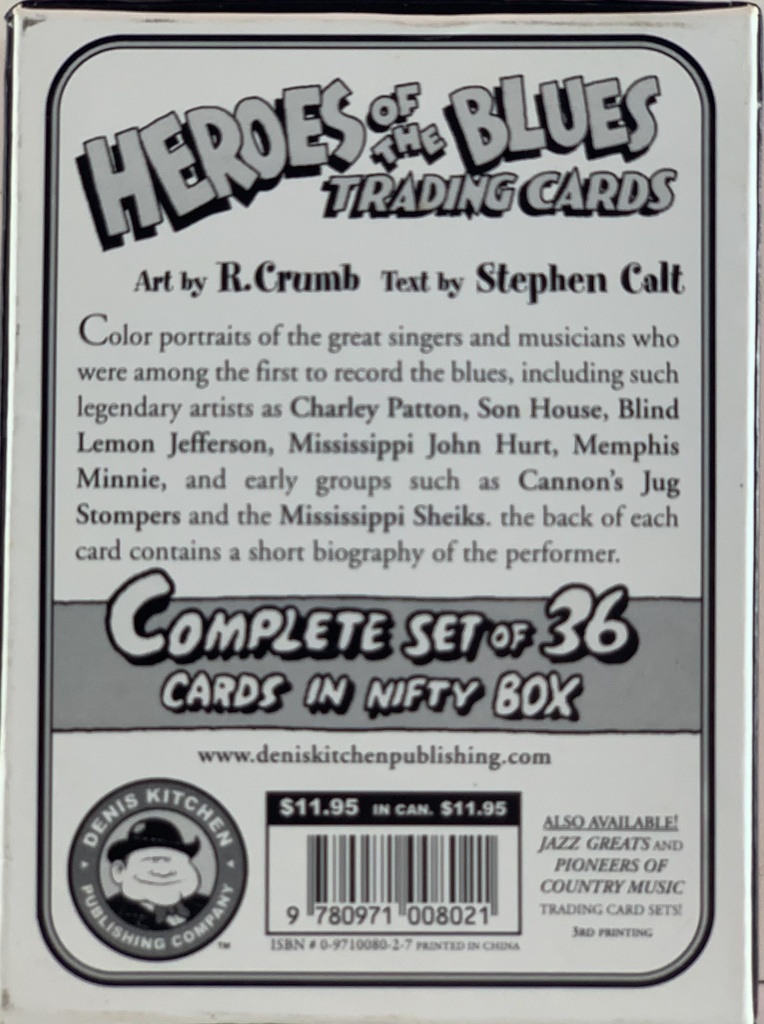 HEROES OF THE BLUES
TRADING CARDS
Art by R.Crumb Text by Stephen Calt
Color portraits of the great singers and musicians who
were among the first to record the blues, including such
legendary artists as Charley Patton, Son House, Blind
Lemon Jefferson, Mississippi John Hurt, Memphis
Minnie, and early groups such as Cannon's Jug
Stompers and the Mississippi Sheiks. the back of each
card contains a short biography of the performer.
COMPLETE SET OF 36
CARDS IN NIFTY BOX
www.deniskitchenpublishing.com
DENIS KITCHEN
PUBLISHING COMPANY
TM
$11.95 IN CAN. $11.95
9 780971 008021
ISBN # 0-9710080-2-7 PRINTED IN CHINA
ALSO AVAILABLE!
JAZZ GREATS AND
PIONEERS OF
COUNTRY MUSIC
TRADING CARD SETS!
3RD PRINTING